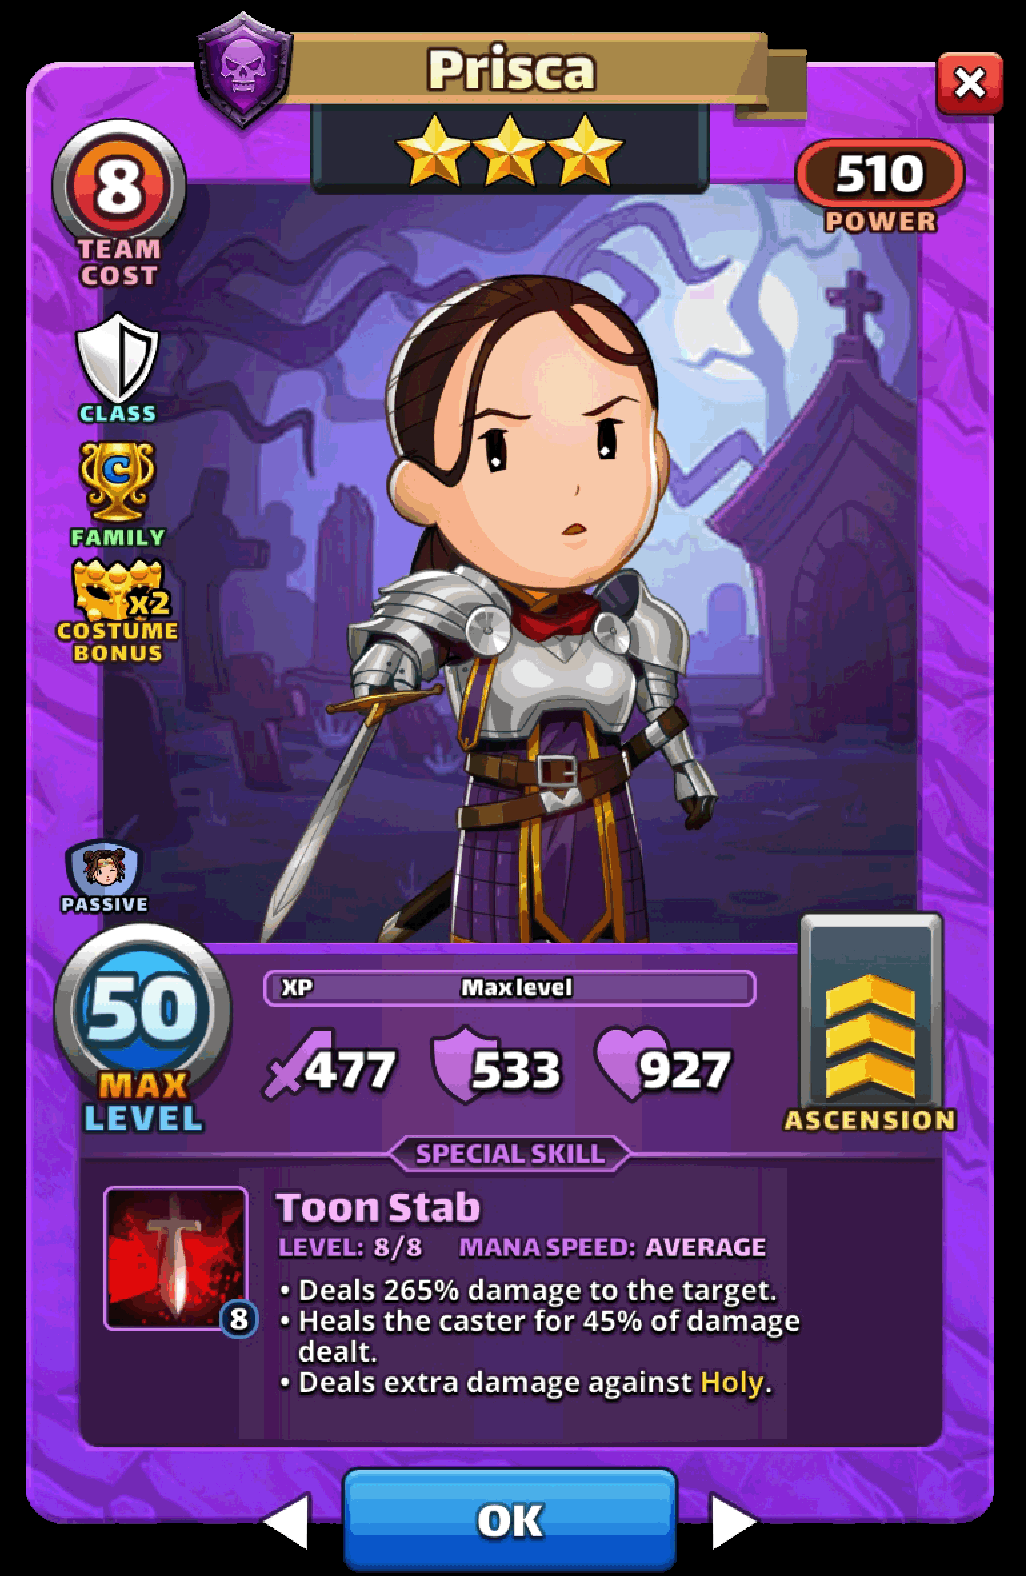 Prisca
8
TEAM
COST
510
POWER
CLASS
C
FAMILY
x2
COSTUME
BONUS
PASSIVE
50
MAX
LEVEL
XP
Max level
477
533
927
ASCENSION
SPECIAL SKILL
Toon Stab
LEVEL: 8/8 MANA SPEED: AVERAGE
8
• Deals 265% damage to the target.
• Heals the caster for 45% of damage
dealt.
• Deals extra damage against Holy.
OK